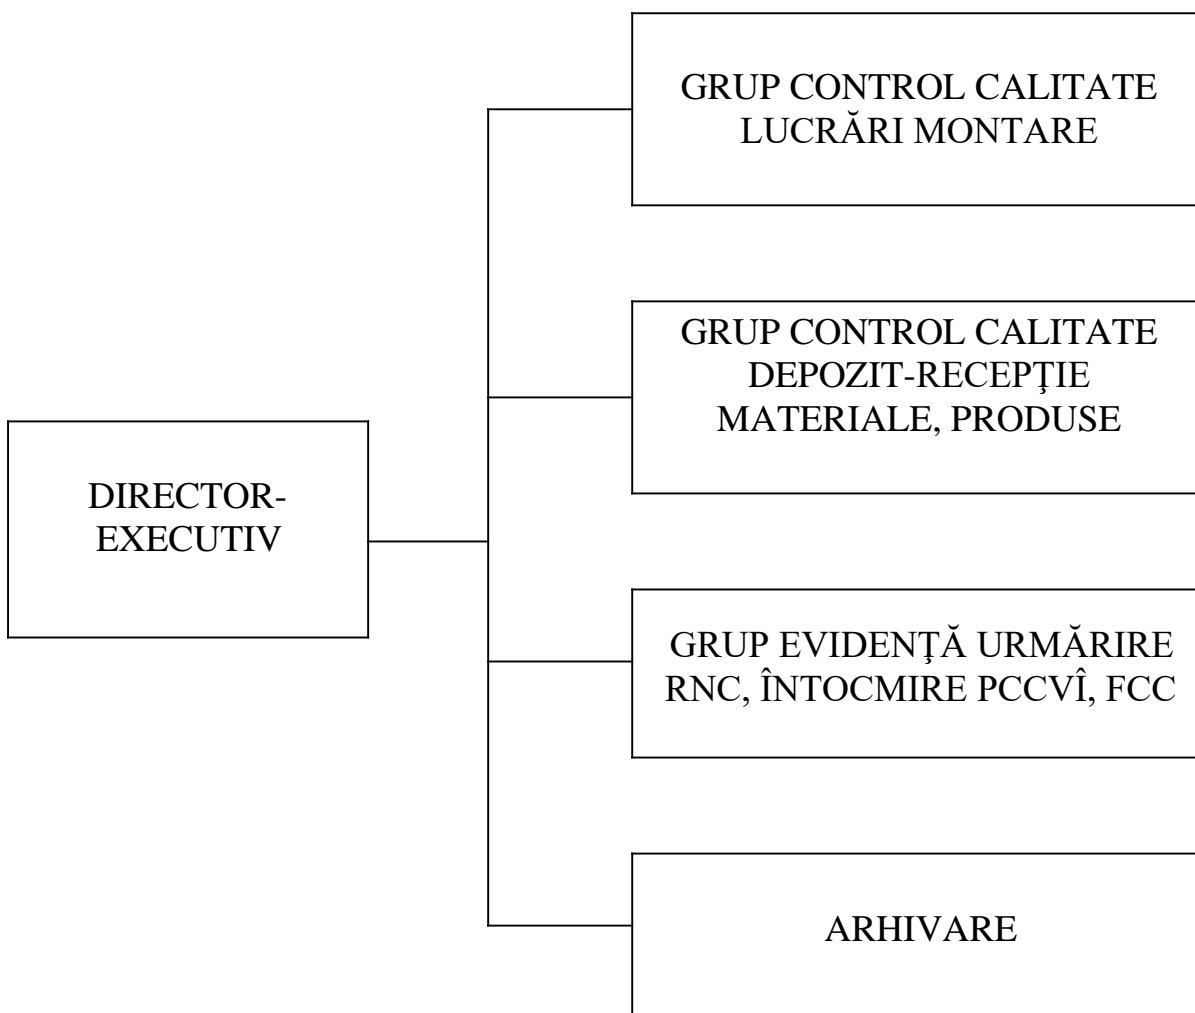 GRUP CONTROL CALITATE
LUCRĂRI MONTARE
GRUP CONTROL CALITATE
DEPOZIT-RECEPŢIE
MATERIALE, PRODUSE
DIRECTOR-
EXECUTIV
GRUP EVIDENŢĂ URMĂRIRE
RNC, ÎNTOCMIRE PCCVÎ, FCC
ARHIVARE